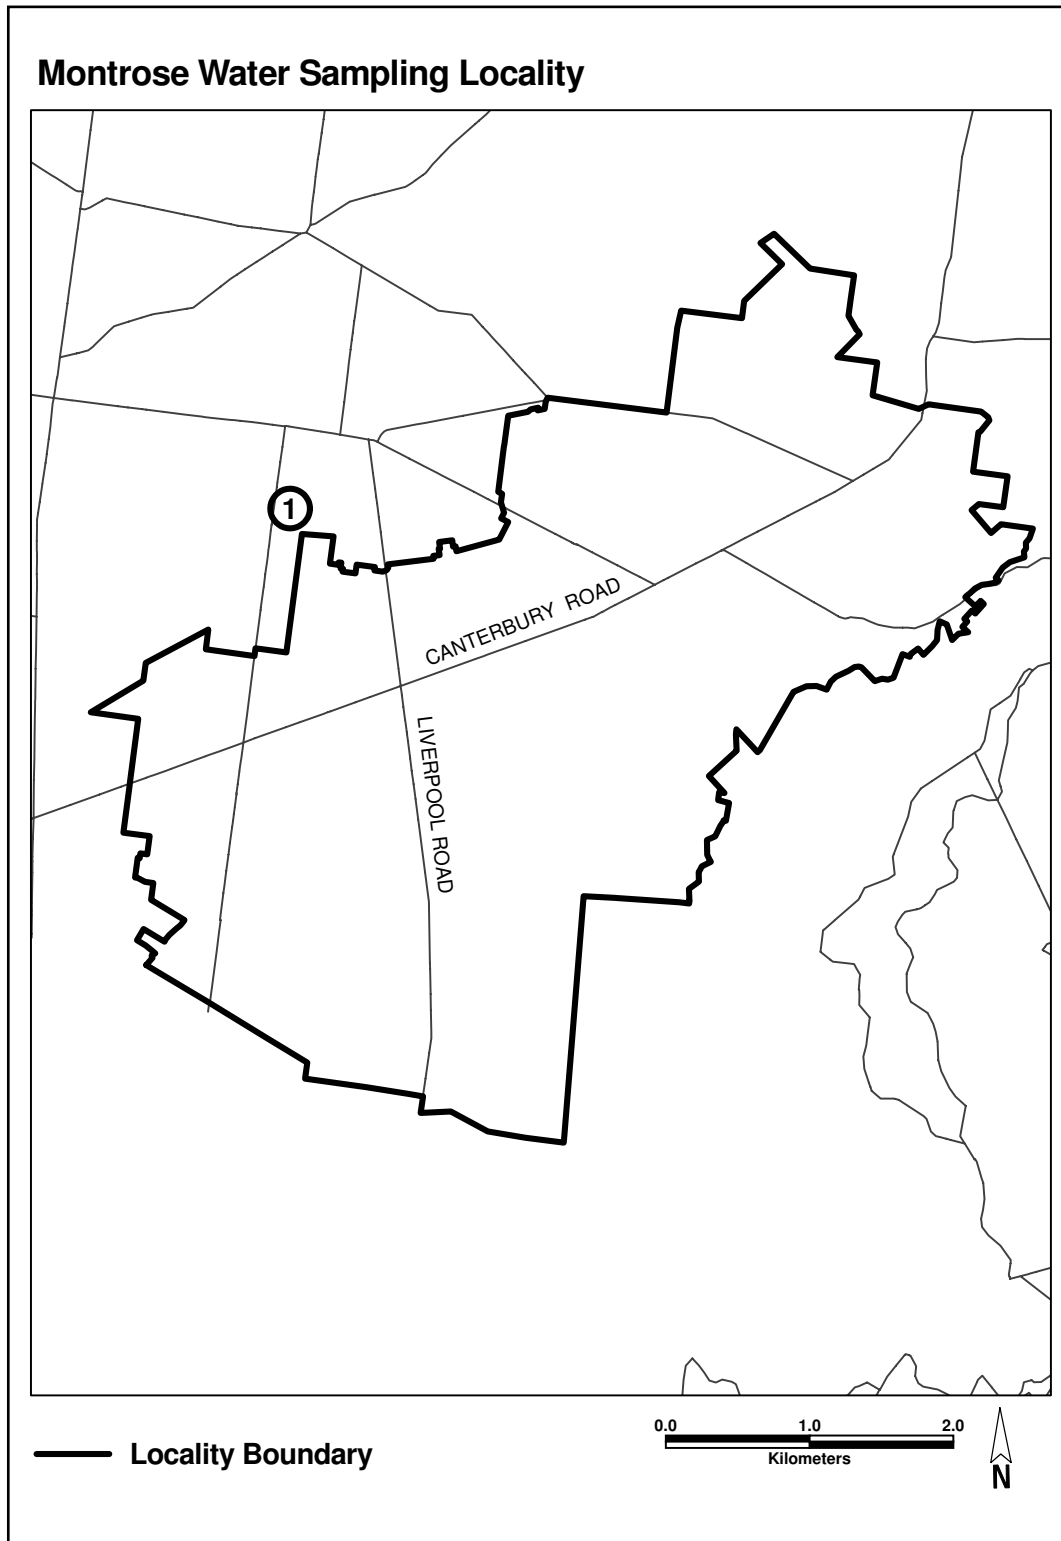 Montrose Water Sampling Locality
1
CANTERBURY ROAD
LIVERPOOL ROAD
Locality Boundary
0.0 1.0 2.0
Kilometers
N